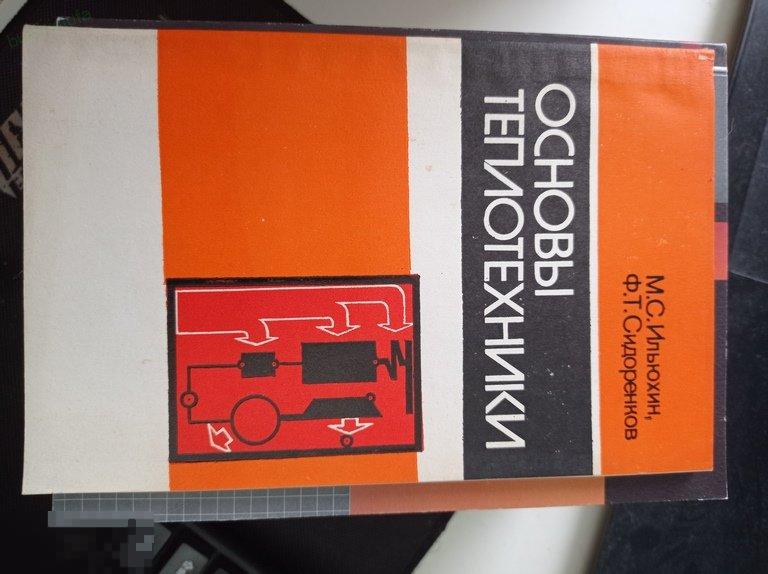 М.С.Ильюхин,
Ф.Т.Сидоренков
ОСНОВЫ
ТЕПЛОТЕХНИКИ